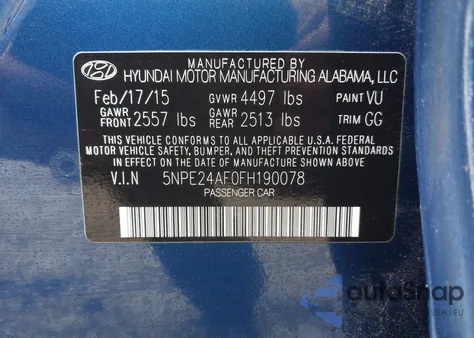 MANUFACTURED BY
HYUNDAI MOTOR MANUFACTURING ALABAMA, LLC
Feb/17/15 GVWR 4497 lbs PAINT VU
GAWR FRONT 2557 lbs GAWR REAR 2513 lbs TRIM GG
THIS VEHICLE CONFORMS TO ALL APPLICABLE U.S.A. FEDERAL
MOTOR VEHICLE SAFETY, BUMPER, AND THEFT PREVENTION STANDARDS
IN EFFECT ON THE DATE OF MANUFACTURE SHOWN ABOVE.
V.I.N 5NPE24AF0FH190078
PASSENGER CAR
autoSnap
USA›EU